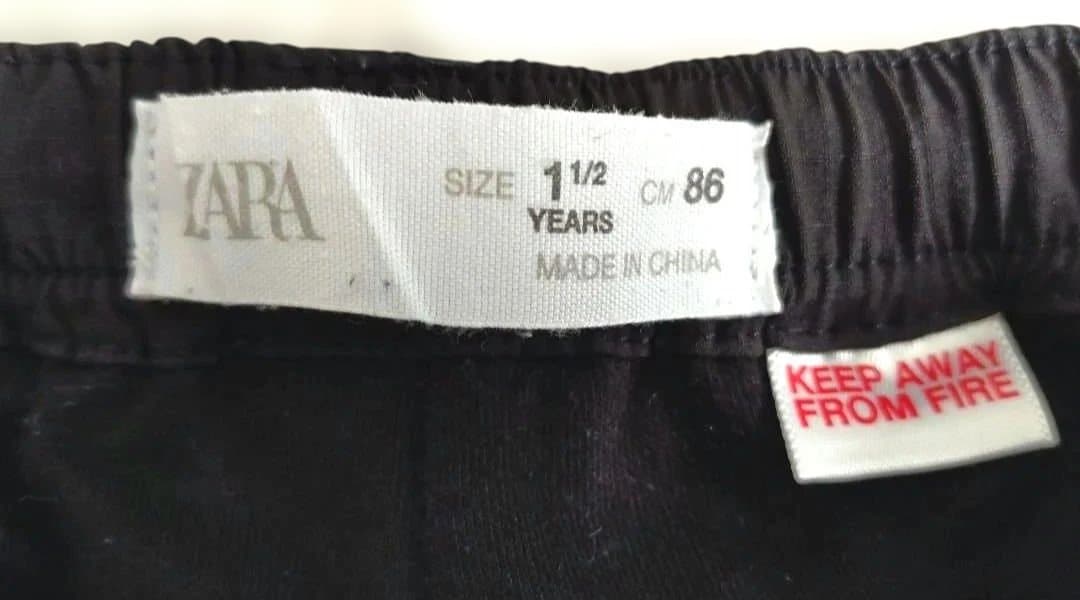 ZARA
SIZE 1 1/2 CM 86
YEARS
MADE IN CHINA
KEEP AWAY
FROM FIRE